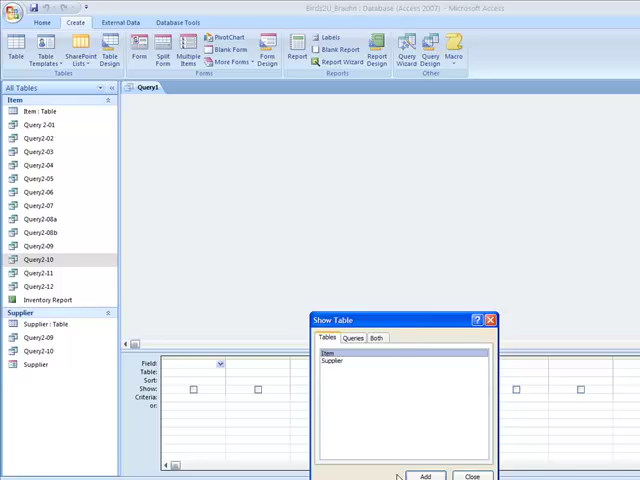 Birds2U_Brauhn : Database (Access 2007) - Microsoft Access
Home Create External Data Database Tools
Table Table Templates SharePoint Lists Table Design
Tables
Form Split Form Multiple Items PivotChart Blank Form More Forms Form Design
Forms
Report Labels Blank Report Report Wizard Report Design
Reports
Query Wizard Query Design Macro
Other
All Tables
Query1
Item
Item : Table
Query 2-01
Query2-02
Query2-03
Query2-04
Query2-05
Query2-06
Query2-07
Query2-08a
Query2-08b
Query2-09
Query2-10
Query2-11
Query2-12
Inventory Report
Supplier
Supplier : Table
Query2-09
Query2-10
Supplier
Show Table
Tables Queries Both
Item
Supplier
Add Close
Field:
Table:
Sort:
Show:
Criteria:
or: